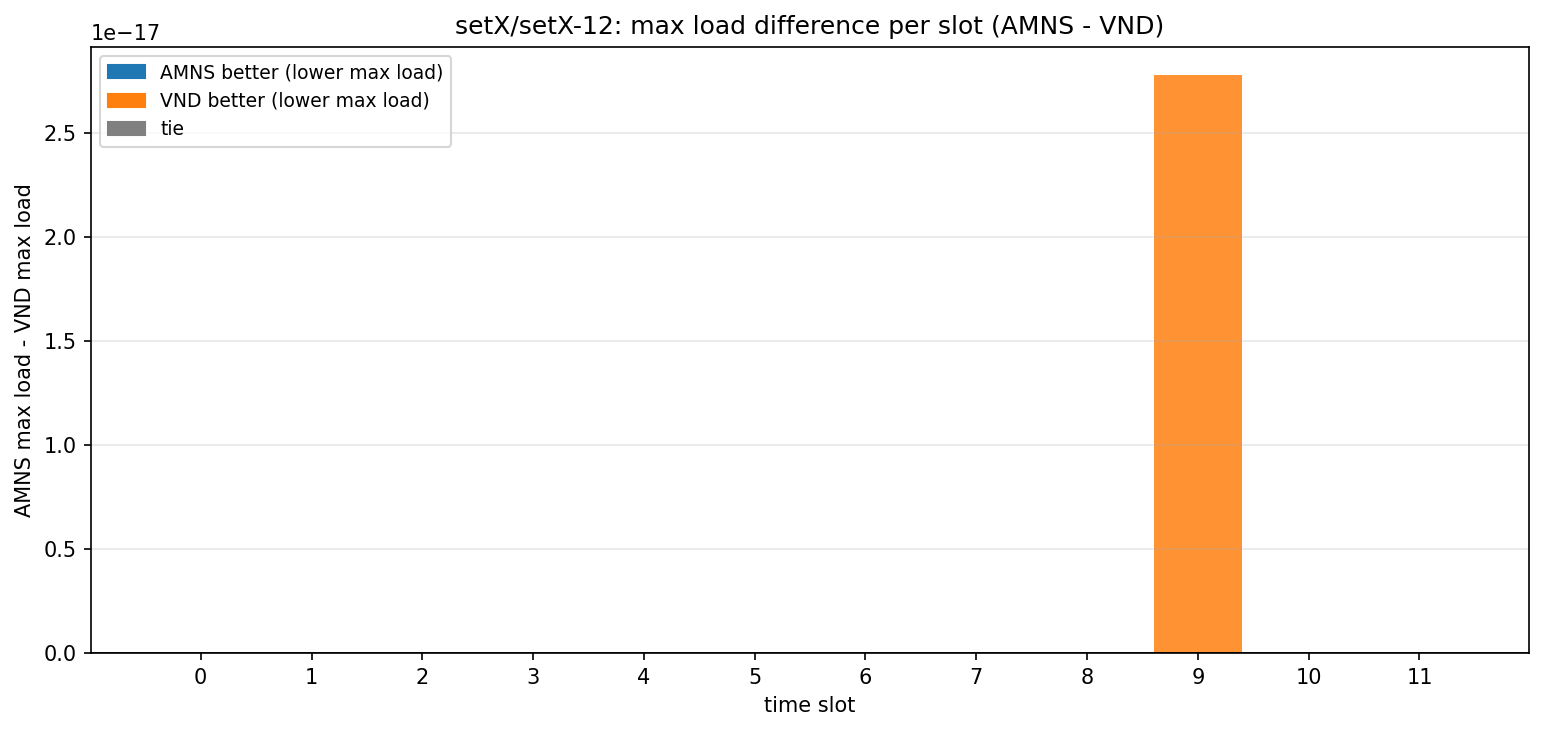 setX/setX-12: max load difference per slot (AMNS - VND)
1e−17
AMNS better (lower max load)
VND better (lower max load)
tie
AMNS max load - VND max load
2.5
2.0
1.5
1.0
0.5
0.0
0 1 2 3 4 5 6 7 8 9 10 11
time slot